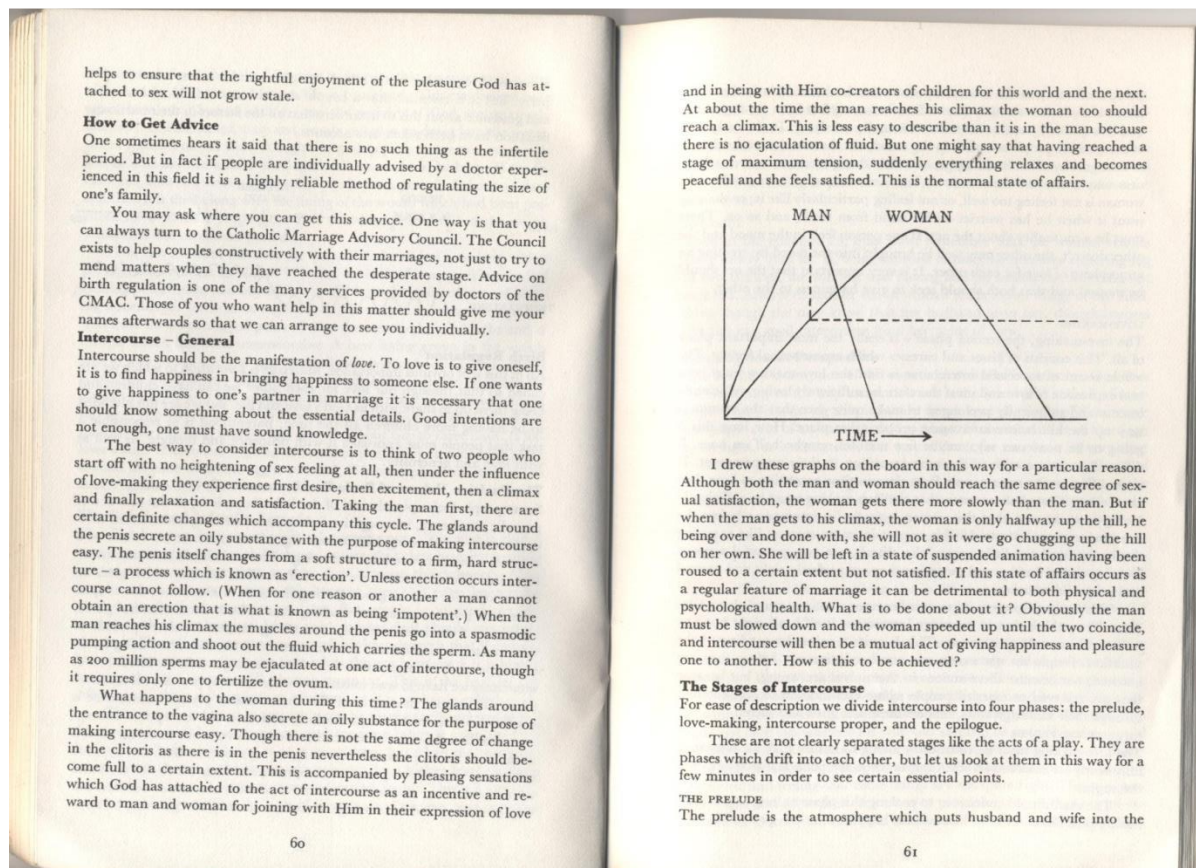 helps to ensure that the rightful enjoyment of the pleasure God has at-
tached to sex will not grow stale.
How to Get Advice
One sometimes hears it said that there is no such thing as the infertile
period. But in fact if people are individually advised by a doctor exper-
ienced in this field it is a highly reliable method of regulating the size of
one's family.
You may ask where you can get this advice. One way is that you
can always turn to the Catholic Marriage Advisory Council. The Council
exists to help couples constructively with their marriages, not just to try to
mend matters when they have reached the desperate stage. Advice on
birth regulation is one of the many services provided by doctors of the
CMAC. Those of you who want help in this matter should give me your
names afterwards so that we can arrange to see you individually.
Intercourse – General
Intercourse should be the manifestation of love. To love is to give oneself,
it is to find happiness in bringing happiness to someone else. If one wants
to give happiness to one's partner in marriage it is necessary that one
should know something about the essential details. Good intentions are
not enough, one must have sound knowledge.
The best way to consider intercourse is to think of two people who
start off with no heightening of sex feeling at all, then under the influence
of love-making they experience first desire, then excitement, then a climax
and finally relaxation and satisfaction. Taking the man first, there are
certain definite changes which accompany this cycle. The glands around
the penis secrete an oily substance with the purpose of making intercourse
easy. The penis itself changes from a soft structure to a firm, hard struc-
ture – a process which is known as 'erection'. Unless erection occurs inter-
course cannot follow. (When for one reason or another a man cannot
obtain an erection that is what is known as being 'impotent'.) When the
man reaches his climax the muscles around the penis go into a spasmodic
pumping action and shoot out the fluid which carries the sperm. As many
as 200 million sperms may be ejaculated at one act of intercourse, though
it requires only one to fertilize the ovum.
What happens to the woman during this time? The glands around
the entrance to the vagina also secrete an oily substance for the purpose of
making intercourse easy. Though there is not the same degree of change
in the clitoris as there is in the penis nevertheless the clitoris should be-
come full to a certain extent. This is accompanied by pleasing sensations
which God has attached to the act of intercourse as an incentive and re-
ward to man and woman for joining with Him in their expression of love
60
and in being with Him co-creators of children for this world and the next.
At about the time the man reaches his climax the woman too should
reach a climax. This is less easy to describe than it is in the man because
there is no ejaculation of fluid. But one might say that having reached a
stage of maximum tension, suddenly everything relaxes and becomes
peaceful and she feels satisfied. This is the normal state of affairs.
MAN WOMAN
TIME
I drew these graphs on the board in this way for a particular reason.
Although both the man and woman should reach the same degree of sex-
ual satisfaction, the woman gets there more slowly than the man. But if
when the man gets to his climax, the woman is only halfway up the hill, he
being over and done with, she will not as it were go chugging up the hill
on her own. She will be left in a state of suspended animation having been
roused to a certain extent but not satisfied. If this state of affairs occurs as
a regular feature of marriage it can be detrimental to both physical and
psychological health. What is to be done about it? Obviously the man
must be slowed down and the woman speeded up until the two coincide,
and intercourse will then be a mutual act of giving happiness and pleasure
one to another. How is this to be achieved?
The Stages of Intercourse
For ease of description we divide intercourse into four phases: the prelude,
love-making, intercourse proper, and the epilogue.
These are not clearly separated stages like the acts of a play. They are
phases which drift into each other, but let us look at them in this way for a
few minutes in order to see certain essential points.
THE PRELUDE
The prelude is the atmosphere which puts husband and wife into the
61